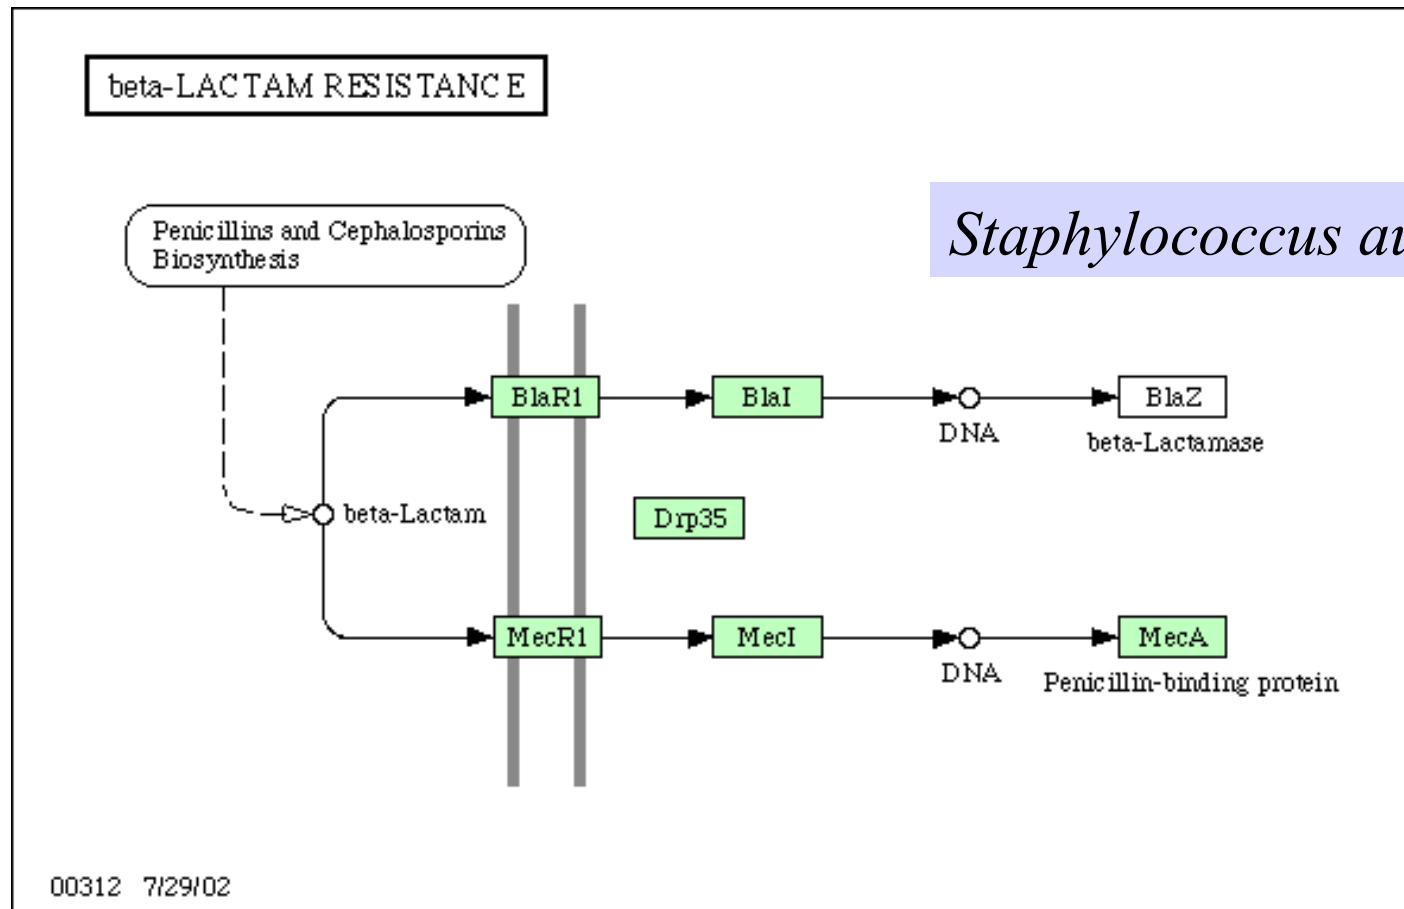 beta-LACTAM RESISTANCE
Penicillins and Cephalosporins
Biosynthesis
Staphylococcus au
BlaR1
BlaI
DNA
BlaZ
beta-Lactamase
beta-Lactam
Drp35
MecR1
MecI
DNA
MecA
Penicillin-binding protein
00312 7/29/02